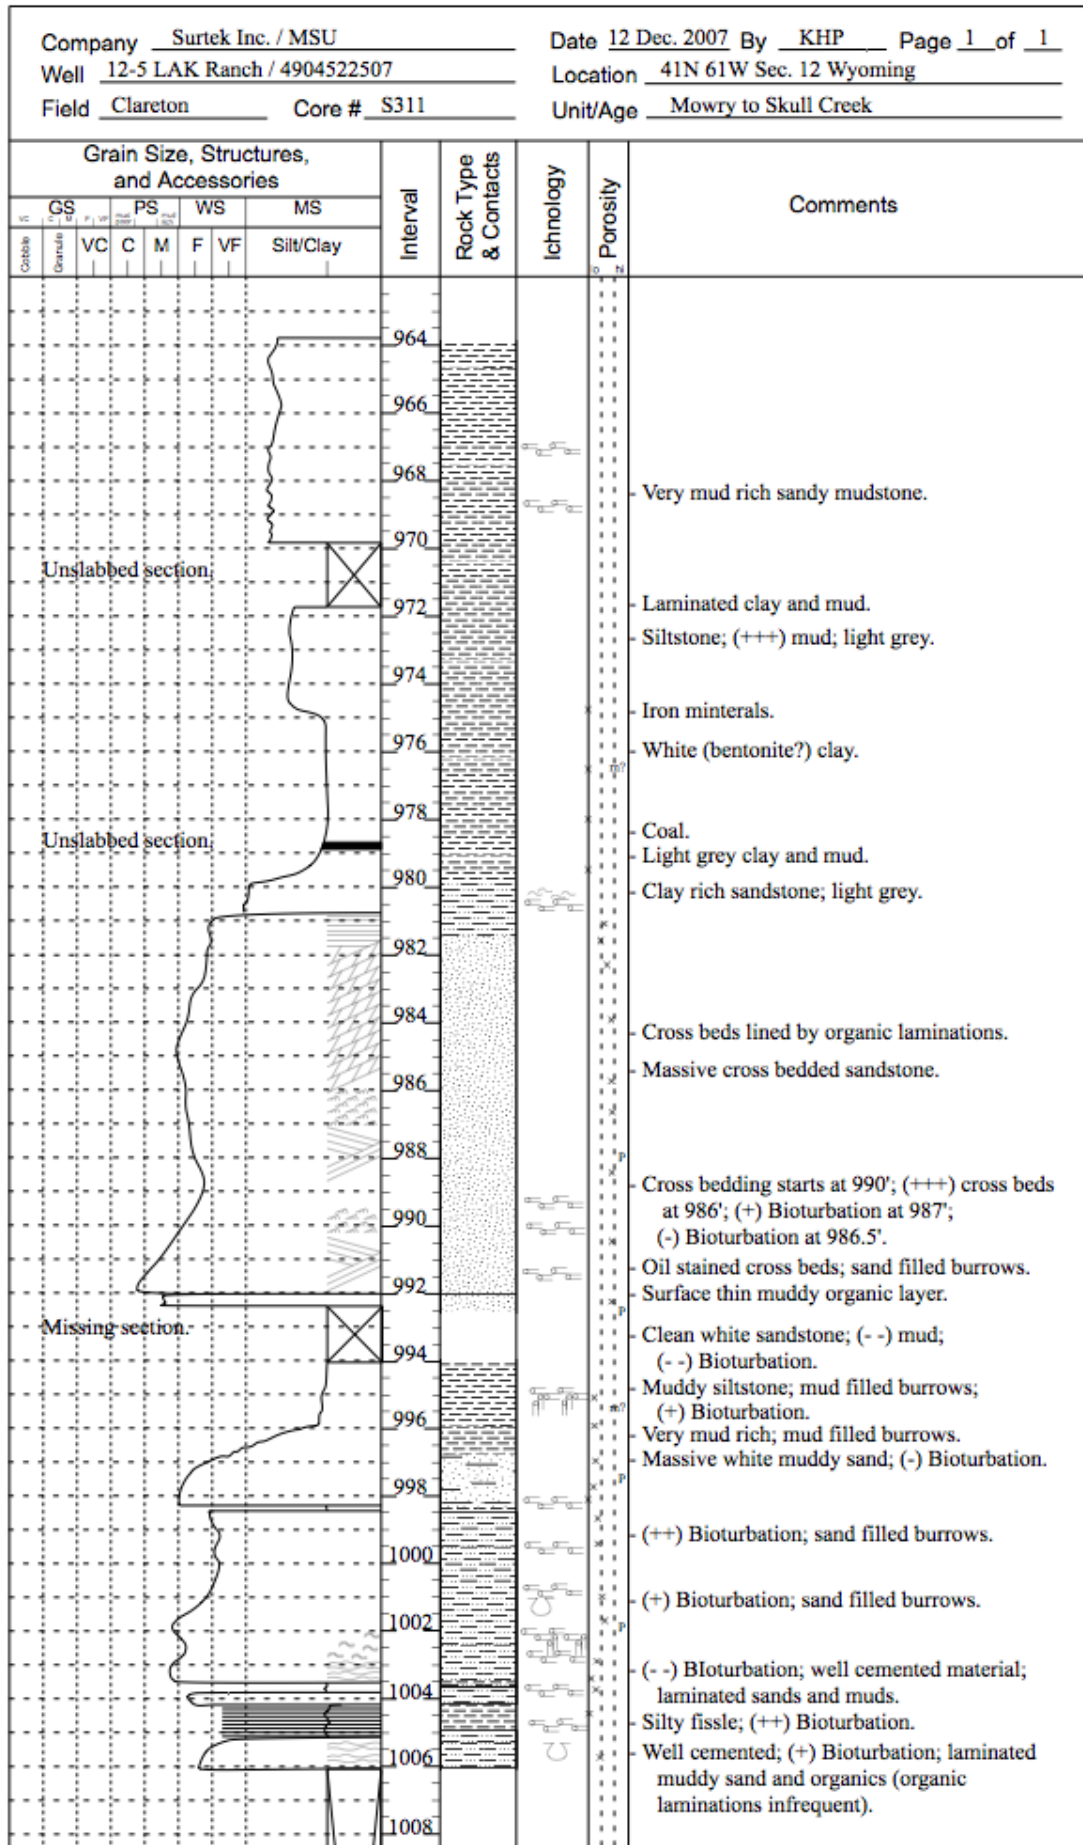 Company Surtek Inc. / MSU Date 12 Dec. 2007 By KHP Page 1 of 1
Well 12-5 LAK Ranch / 4904522507 Location 41N 61W Sec. 12 Wyoming
Field Clareton Core # S311 Unit/Age Mowry to Skull Creek
Grain Size, Structures,
and Accessories
GS PS WS MS
Cobble Granule VC C M F VF Silt/Clay
Interval
Rock Type
& Contacts
Ichnology
Porosity
lo hi
Comments
964
966
968
Very mud rich sandy mudstone.
970
Unslabbed section.
972
Laminated clay and mud.
Siltstone; (+++) mud; light grey.
974
Iron minterals.
976
White (bentonite?) clay.
m?
978
Unslabbed section.
Coal.
Light grey clay and mud.
980
Clay rich sandstone; light grey.
982
984
Cross beds lined by organic laminations.
Massive cross bedded sandstone.
986
988
P
Cross bedding starts at 990'; (+++) cross beds
at 986'; (+) Bioturbation at 987';
(-) Bioturbation at 986.5'.
990
Oil stained cross beds; sand filled burrows.
992
Surface thin muddy organic layer.
P
Missing section.
Clean white sandstone; (- -) mud;
(- -) Bioturbation.
994
Muddy siltstone; mud filled burrows;
(+) Bioturbation.
m?
996
Very mud rich; mud filled burrows.
Massive white muddy sand; (-) Bioturbation.
P
998
(++) Bioturbation; sand filled burrows.
1000
(+) Bioturbation; sand filled burrows.
1002
P
(- -) BIoturbation; well cemented material;
laminated sands and muds.
1004
Silty fissle; (++) Bioturbation.
1006
Well cemented; (+) Bioturbation; laminated
muddy sand and organics (organic
laminations infrequent).
1008